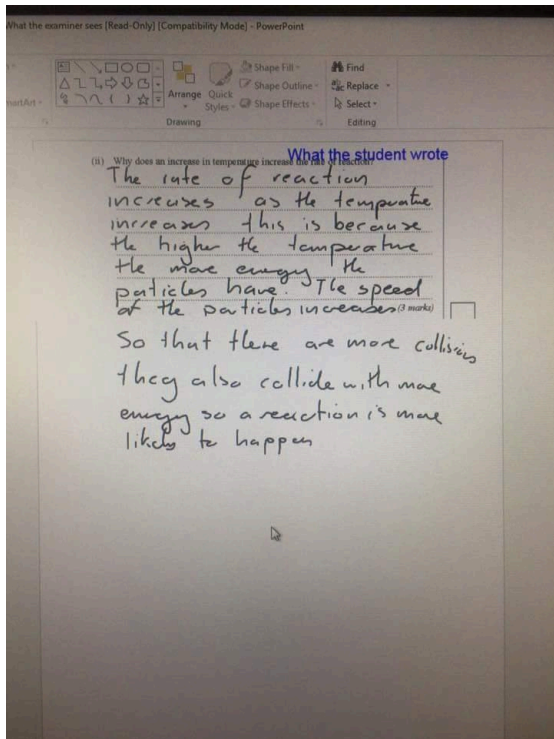 What the examiner sees [Read-Only] [Compatibility Mode] - PowerPoint
Shape Fill
Find
Shape Outline
Replace
Arrange
Quick Styles
Shape Effects
Select
Drawing
Editing
What the student wrote
(ii) Why does an increase in temperature increase the rate of reaction?
The rate of reaction
increases as the temperature
increases this is because
the higher the temperature
the more energy the
particles have. The speed
of the particles increases (3 marks)
So that there are more collisions
they also collide with more
energy so a reaction is more
likely to happen